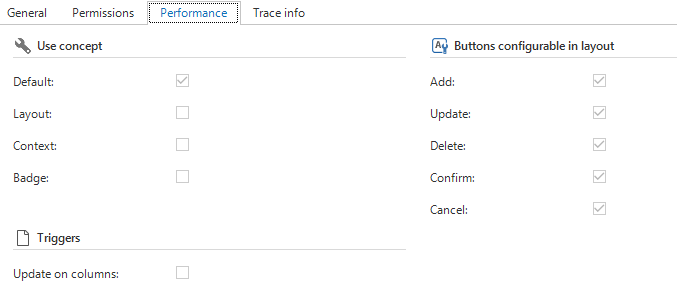 General Permissions Performance Trace info
Use concept
Default:
Layout:
Context:
Badge:
Triggers
Update on columns:
Buttons configurable in layout
Add:
Update:
Delete:
Confirm:
Cancel: